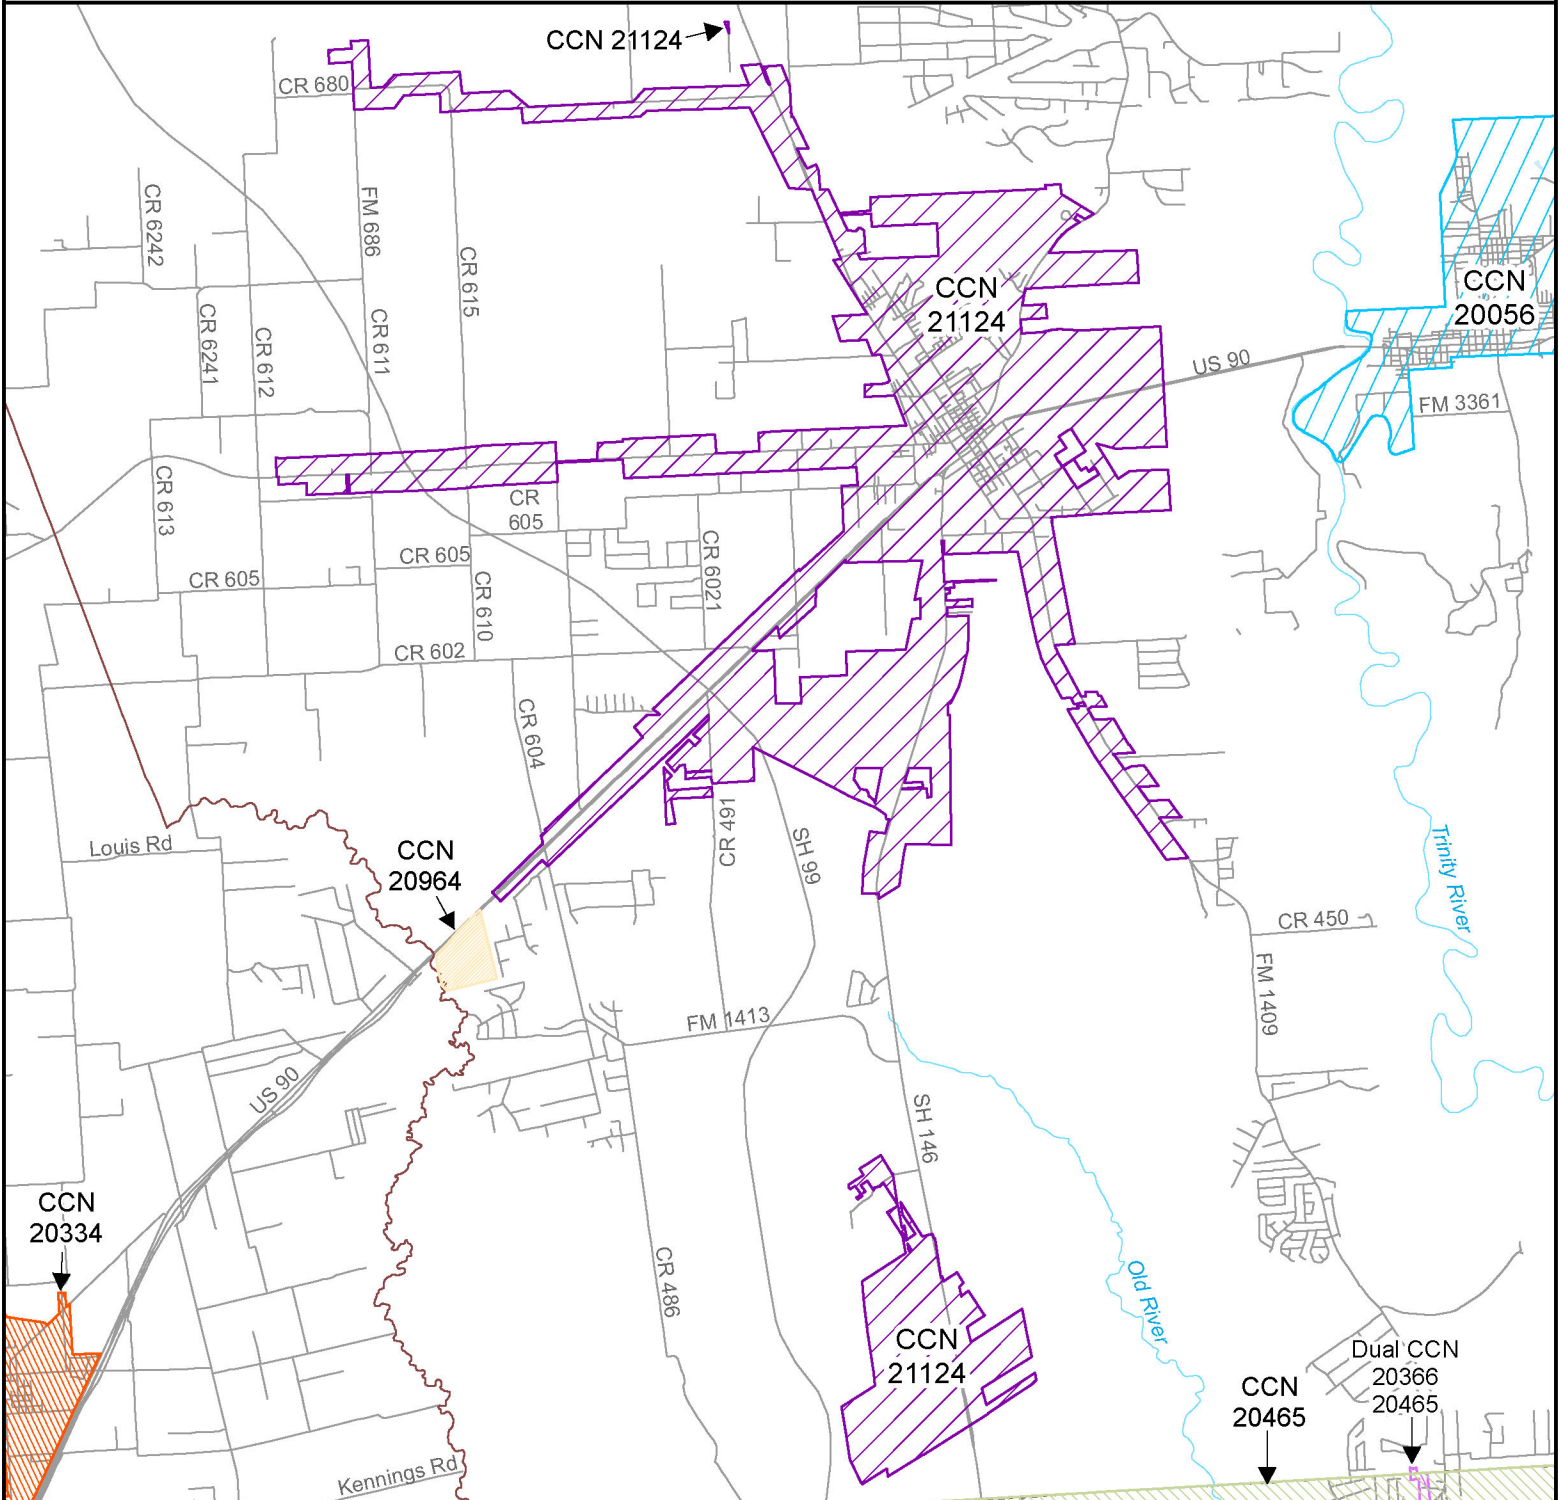 CCN 21124
CR 680
CR 6242
FM 686
CR 615
CCN
21124
CCN
20056
CR 6241
CR 612
CR 611
US 90
FM 3361
CR 613
CR
605
CR 605
CR 605
CR 610
CR 6021
CR 602
CR 604
Louis Rd
CR 491
SH 99
Trinity River
CCN
20964
CR 450
FM 1413
FM 1409
US 90
SH 146
CCN
20334
CR 486
Old River
CCN
21124
Dual CCN
20366
20465
CCN
20465
Kennings Rd